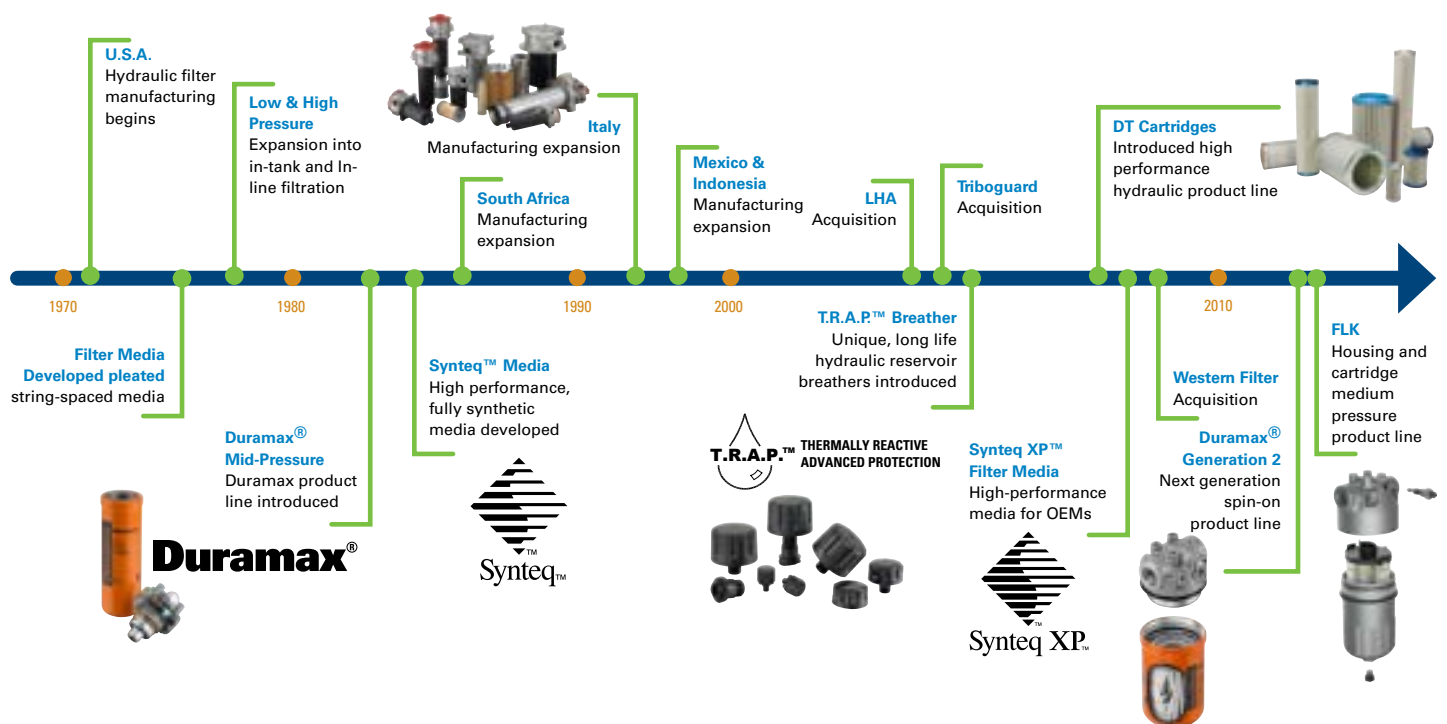 U.S.A.
Hydraulic filter
manufacturing
begins
Low & High
Pressure
Expansion into
in-tank and In-
line filtration
Italy
Manufacturing expansion
South Africa
Manufacturing
expansion
Mexico &
Indonesia
Manufacturing
expansion
LHA
Acquisition
Triboguard
Acquisition
DT Cartridges
Introduced high
performance
hydraulic product line
1970
1980
1990
2000
2010
Filter Media
Developed pleated
string-spaced media
Duramax®
Mid-Pressure
Duramax product
line introduced
Duramax®
Synteq™ Media
High performance,
fully synthetic
media developed
™
Synteq™
T.R.A.P.™ Breather
Unique, long life
hydraulic reservoir
breathers introduced
T.R.A.P.™
THERMALLY REACTIVE
ADVANCED PROTECTION
Synteq XP™
Filter Media
High-performance
media for OEMs
™
Synteq XP™
Western Filter
Acquisition
Duramax®
Generation 2
Next generation
spin-on
product line
FLK
Housing and
cartridge
medium
pressure
product line